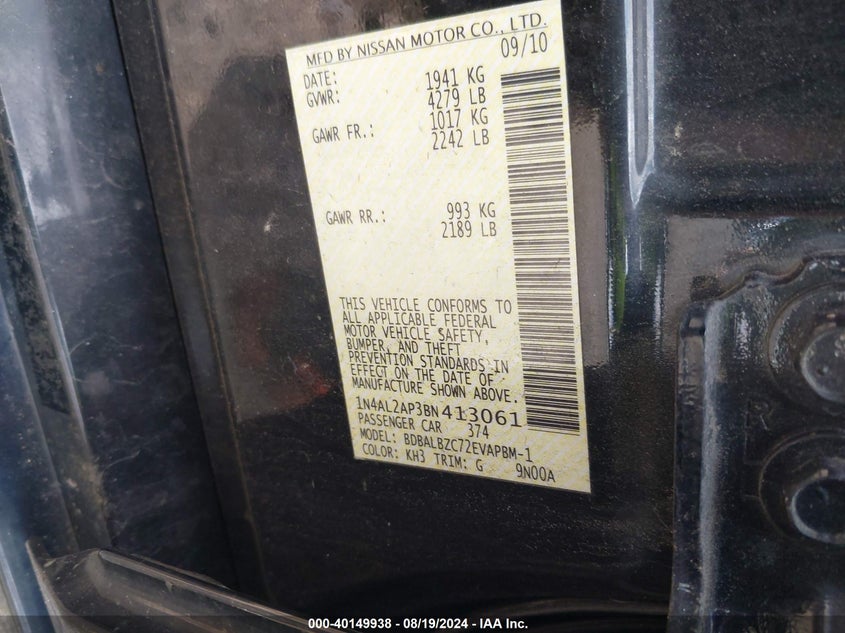 MFD BY NISSAN MOTOR CO., LTD.
DATE: 09/10
GVWR: 1941 KG
4279 LB
GAWR FR.: 1017 KG
2242 LB
GAWR RR.: 993 KG
2189 LB
THIS VEHICLE CONFORMS TO
ALL APPLICABLE FEDERAL
MOTOR VEHICLE SAFETY,
BUMPER, AND THEFT
PREVENTION STANDARDS IN
EFFECT ON THE DATE OF
MANUFACTURE SHOWN ABOVE.
1N4AL2AP3BN413061
PASSENGER CAR 374
MODEL: BDBALBZC72EVAPBM-1
COLOR: KH3 TRIM: G 9N00A
000-40149938 - 08/19/2024 - IAA Inc.